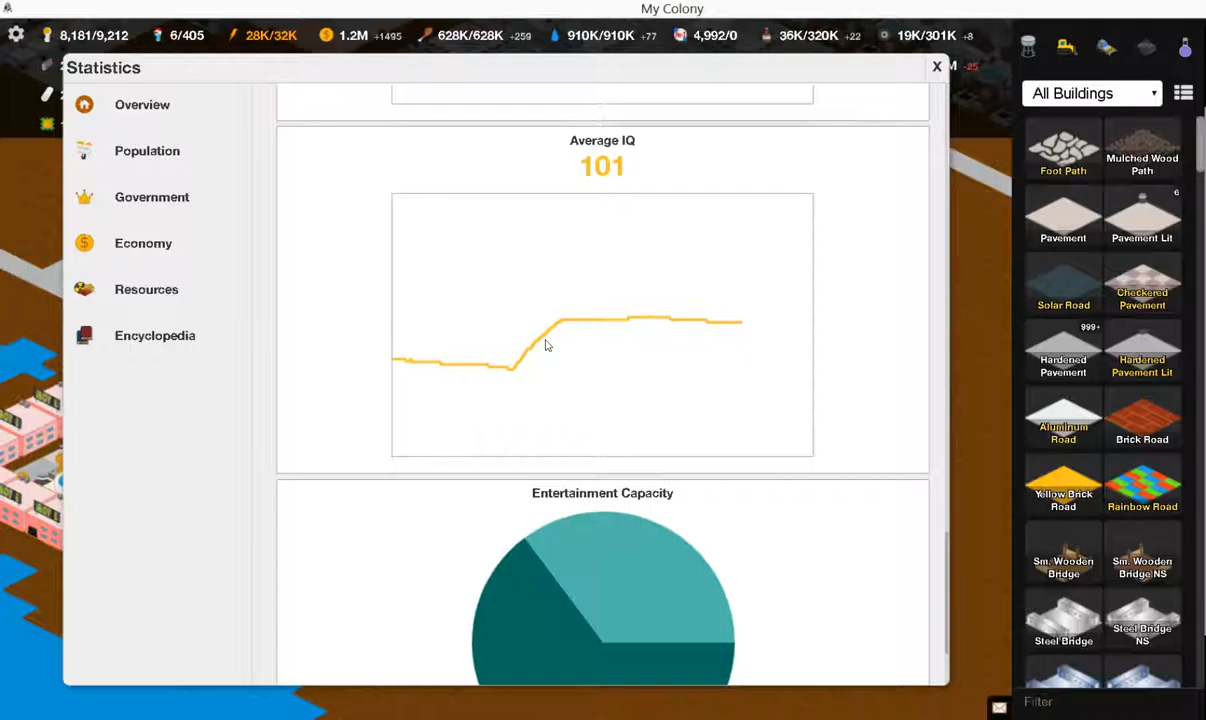 My Colony
8,181/9,212 6/405 28K/32K 1.2M +1495 628K/628K +259 910K/910K +77 4,992/0 36K/320K +22 19K/301K +8
Statistics X
-25
Overview
Population
Government
Economy
Resources
Encyclopedia
Average IQ
101
Entertainment Capacity
All Buildings
Foot Path
Mulched Wood
Path
Pavement
6
Pavement Lit
Solar Road
Checkered
Pavement
999+
Hardened
Pavement
Hardened
Pavement Lit
Aluminum
Road
Brick Road
Yellow Brick
Road
Rainbow Road
Sm. Wooden
Bridge
Sm. Wooden
Bridge NS
Steel Bridge
Steel Bridge
NS
Filter